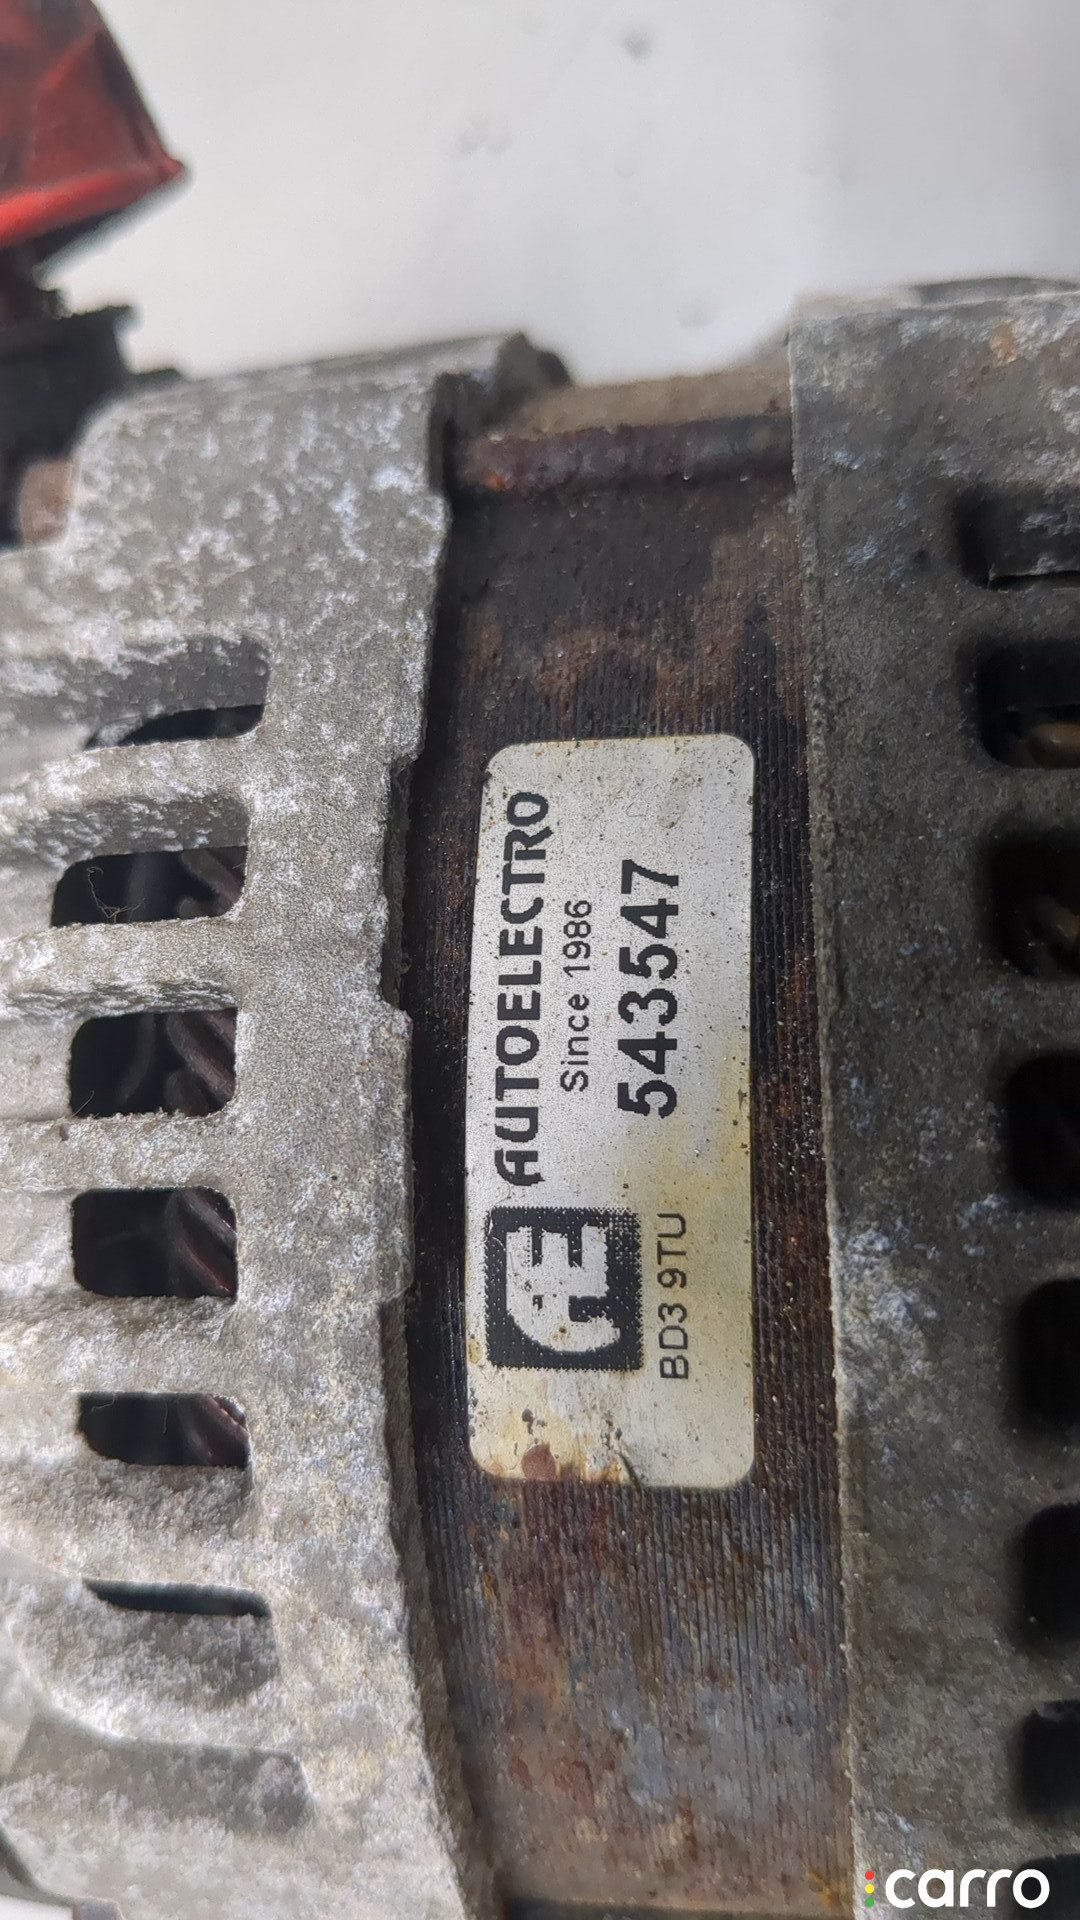 AE AUTOELECTRO
Since 1986
543547
BD3 9TU
carro